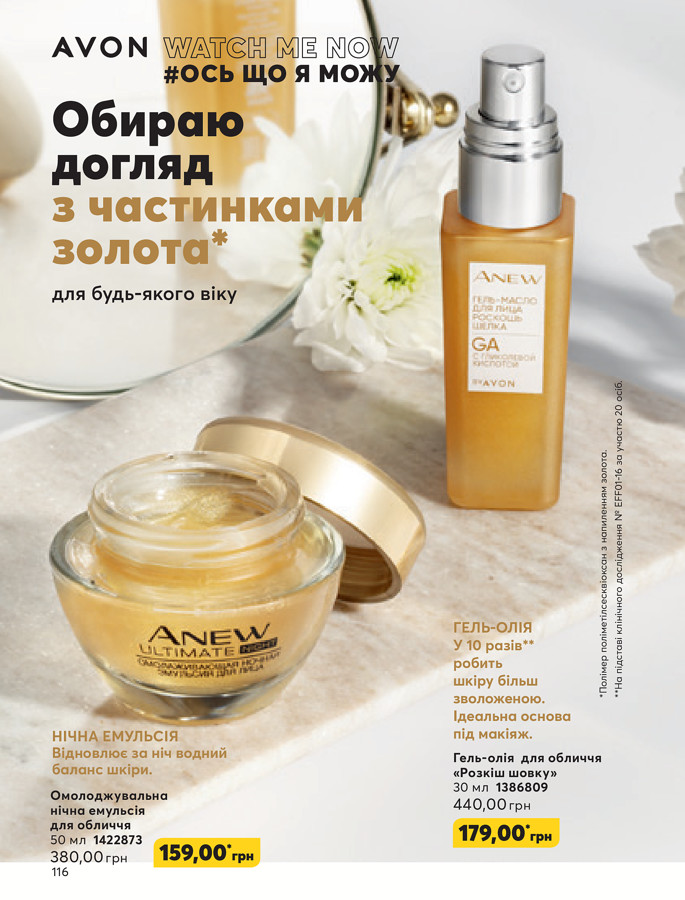 AVON WATCH ME NOW
#ОСЬ ЩО Я МОЖУ
Обираю
догляд
з частинками
золота*
для будь-якого віку
ANEW
ГЕЛЬ-МАСЛО
ДЛЯ ЛИЦА
РОСКОШЬ
ШЕЛКА
GA
С ГЛИКОЛЕВОЙ
КИСЛОТОЙ
BY AVON
ANEW
ULTIMATE NIGHT
ОМОЛАЖИВАЮЩАЯ НОЧНАЯ
ЭМУЛЬСИЯ ДЛЯ ЛИЦА
НІЧНА ЕМУЛЬСІЯ
Відновлює за ніч водний
баланс шкіри.
Омолоджувальна
нічна емульсія
для обличчя
50 мл 1422873
380,00 грн
159,00* грн
116
ГЕЛЬ-ОЛІЯ
У 10 разів**
робить
шкіру більш
зволоженою.
Ідеальна основа
під макіяж.
Гель-олія для обличчя
«Розкіш шовку»
30 мл 1386809
440,00 грн
179,00* грн
*Полімер поліметілсесквіоксан з напиленням золота.
**На підставі клінічного дослідження № EFF01-16 за участю 20 осіб.